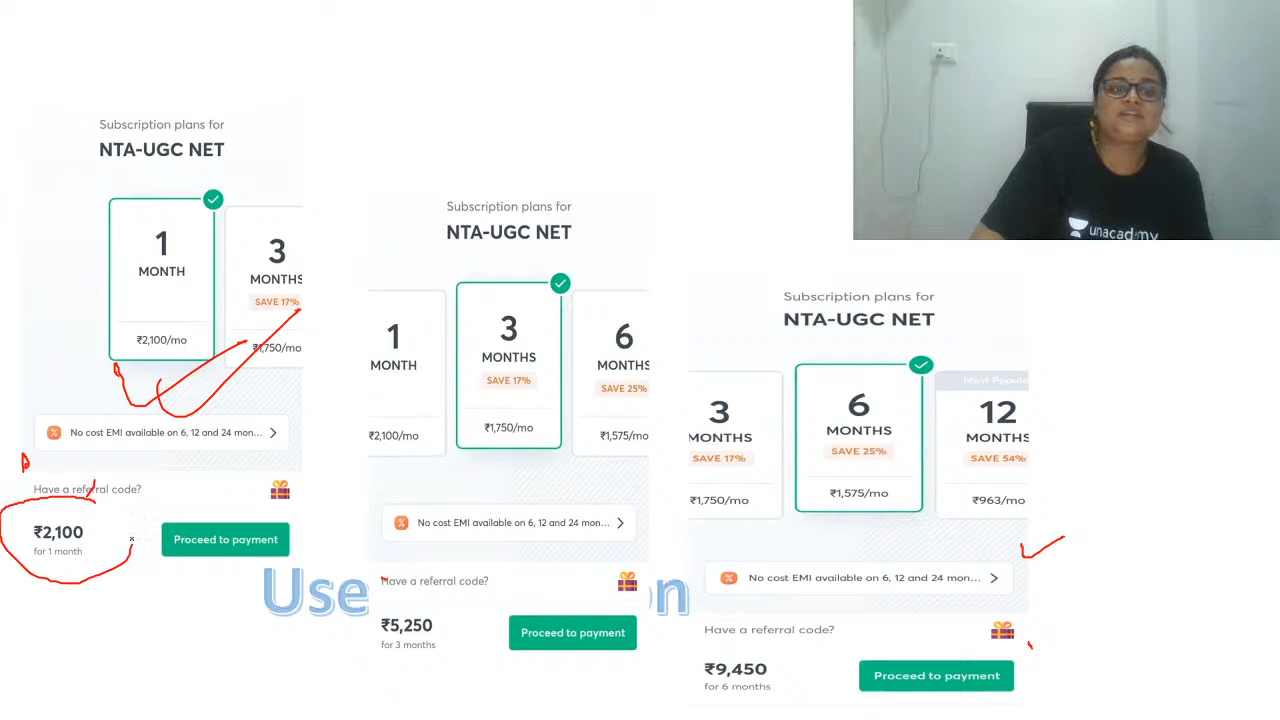 Subscription plans for
NTA-UGC NET
1
MONTH
₹2,100/mo
3
MONTHS
SAVE 17%
₹1,750/mo
No cost EMI available on 6, 12 and 24 mon...
Have a referral code?
₹2,100
for 1 month
Proceed to payment
Subscription plans for
NTA-UGC NET
1
MONTH
₹2,100/mo
3
MONTHS
SAVE 17%
₹1,750/mo
6
MONTHS
SAVE 25%
₹1,575/mo
No cost EMI available on 6, 12 and 24 mon...
Have a referral code?
₹5,250
for 3 months
Proceed to payment
Subscription plans for
NTA-UGC NET
3
MONTHS
SAVE 17%
₹1,750/mo
6
MONTHS
SAVE 25%
₹1,575/mo
Most Popula
12
MONTHS
SAVE 54%
₹963/mo
No cost EMI available on 6, 12 and 24 mon...
Have a referral code?
₹9,450
for 6 months
Proceed to payment
Use
unacademy